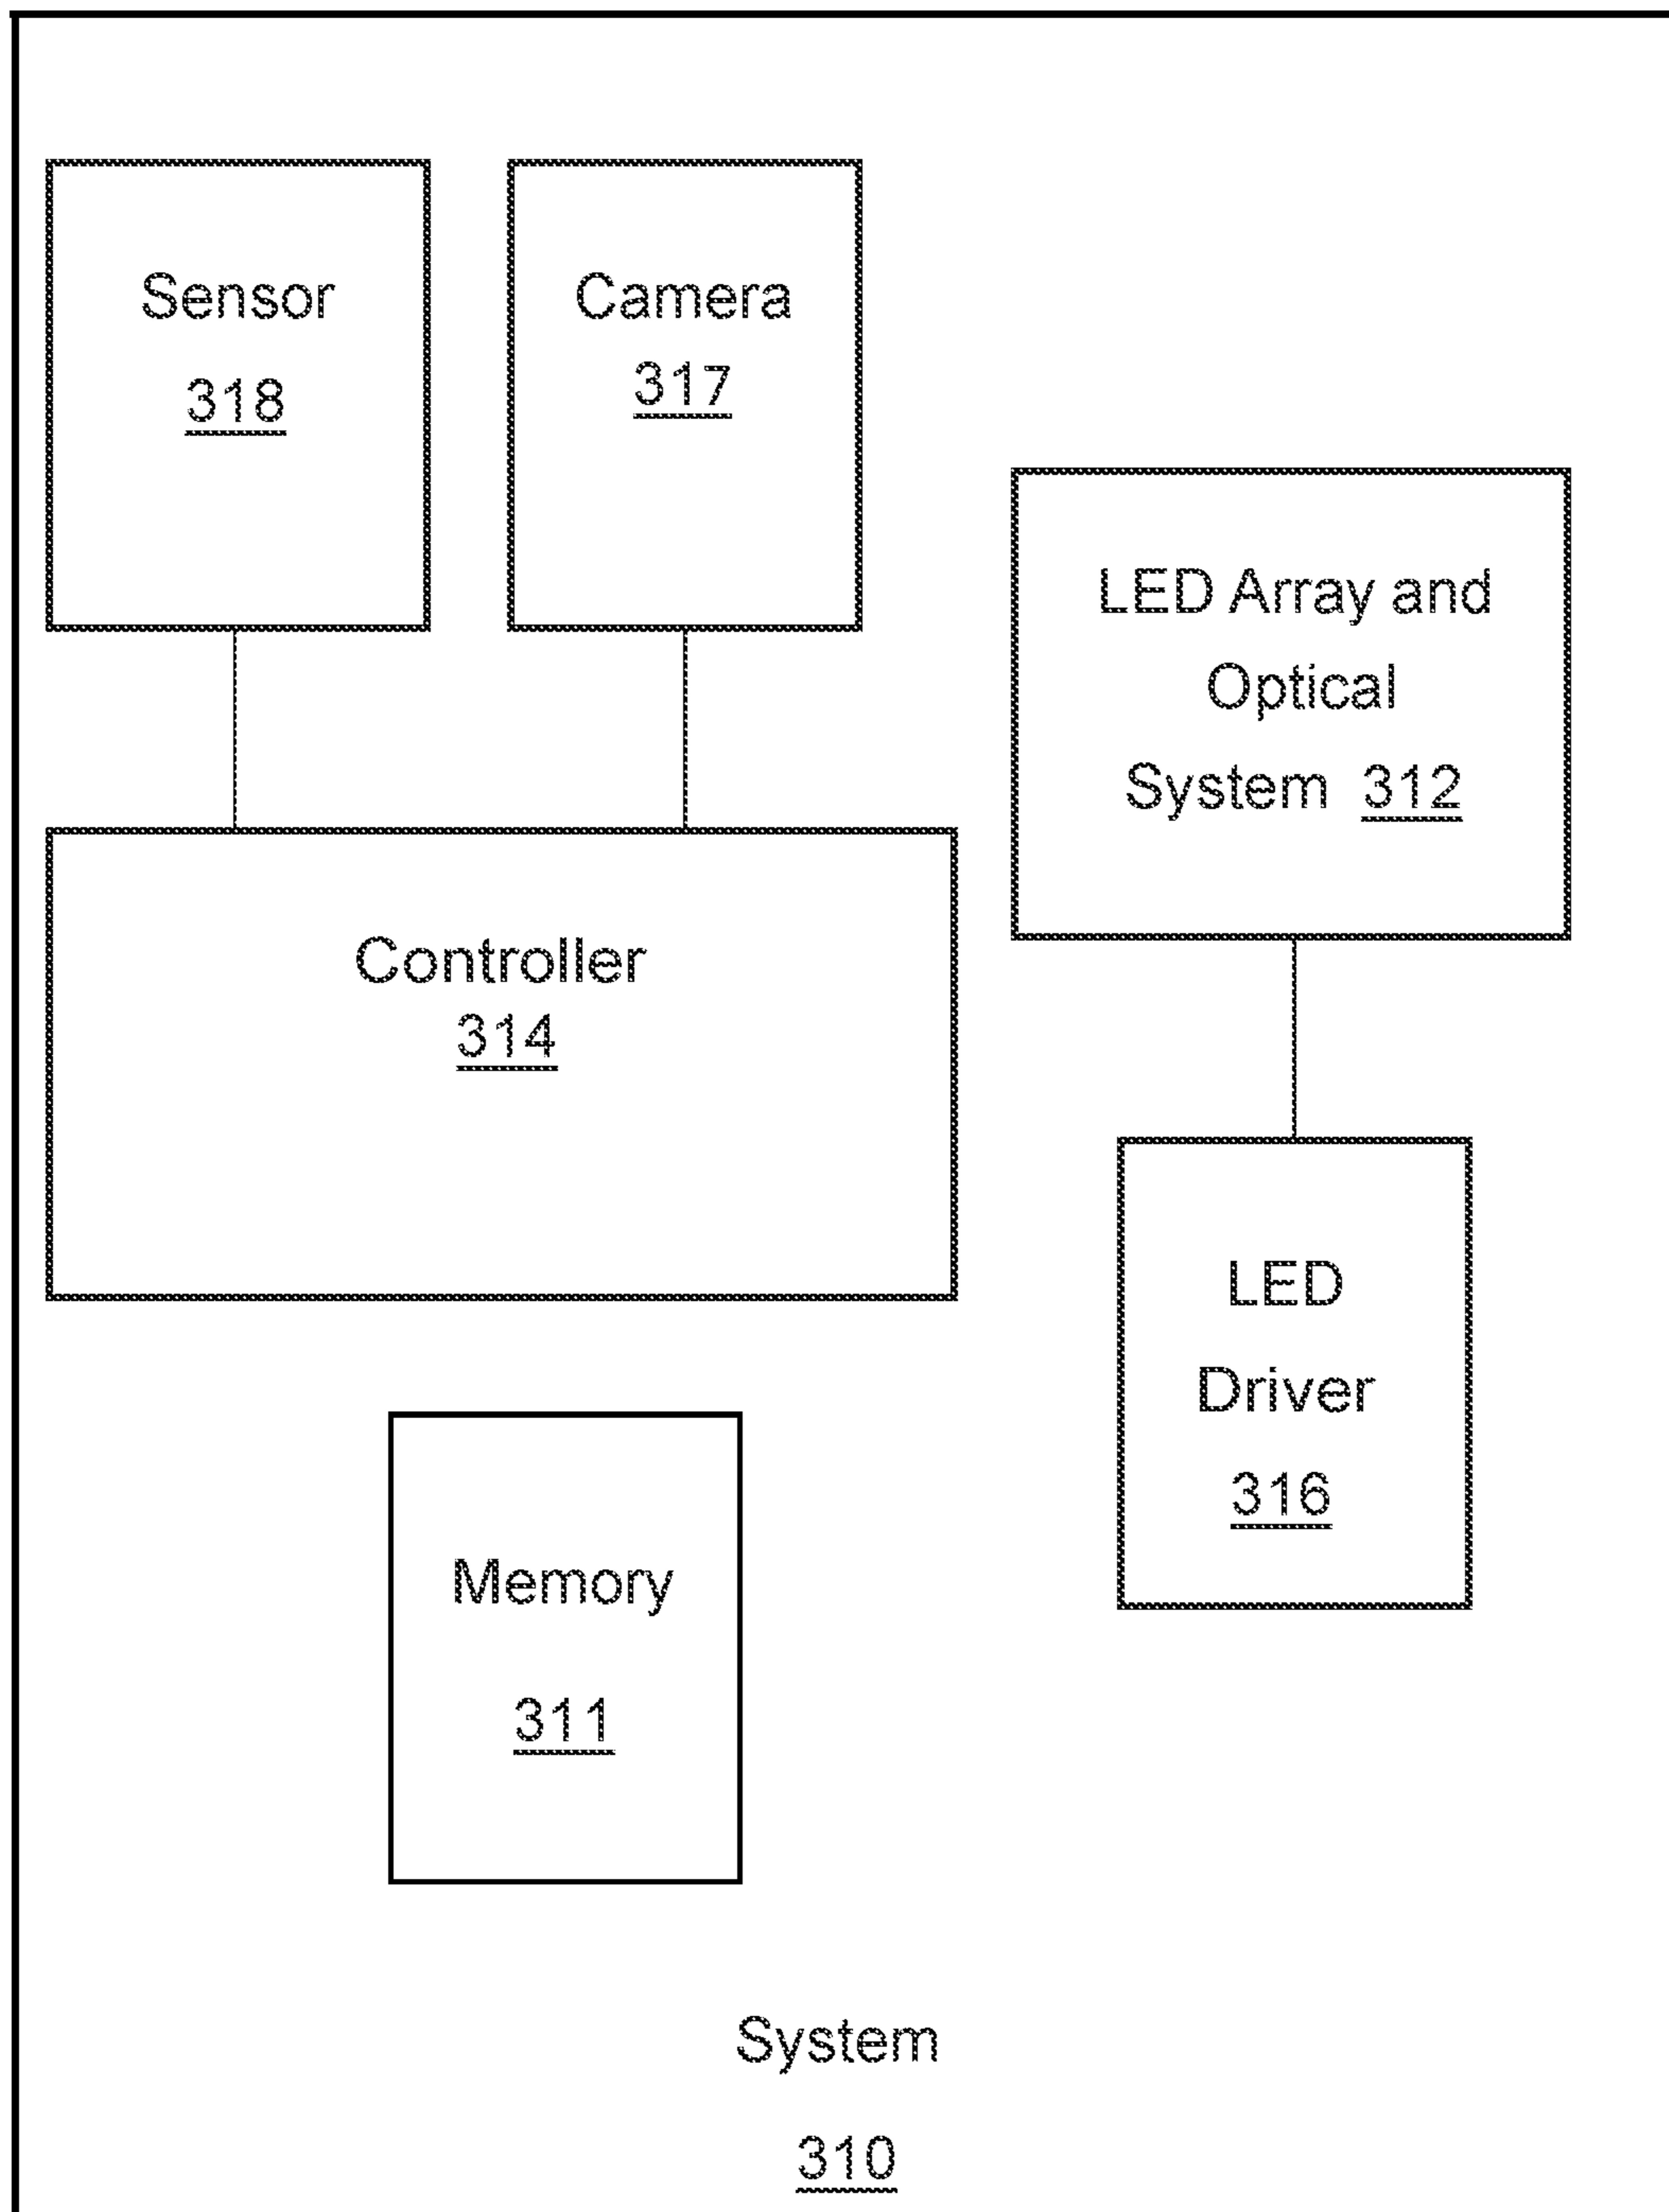 Sensor
318
Camera
317
LED Array and
Optical
System 312
Controller
314
LED
Driver
316
Memory
311
System
310